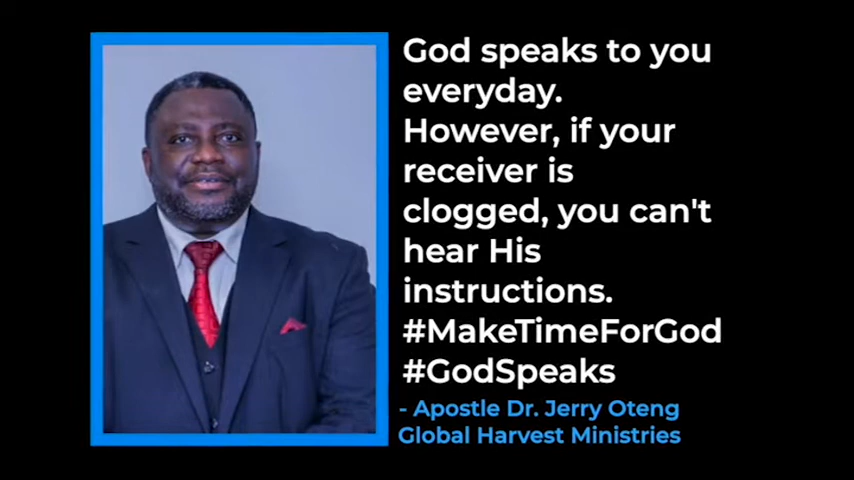 God speaks to you
everyday.
However, if your
receiver is
clogged, you can't
hear His
instructions.
#MakeTimeForGod
#GodSpeaks
- Apostle Dr. Jerry Oteng
Global Harvest Ministries